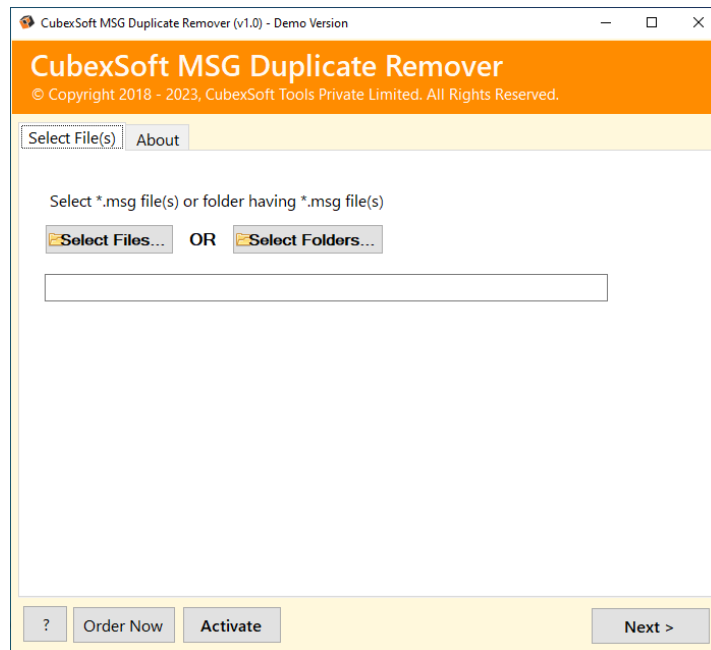 CubexSoft MSG Duplicate Remover (v1.0) - Demo Version
CubexSoft MSG Duplicate Remover
© Copyright 2018 - 2023, CubexSoft Tools Private Limited. All Rights Reserved.
Select File(s) About
Select *.msg file(s) or folder having *.msg file(s)
Select Files... OR Select Folders...
? Order Now Activate Next >